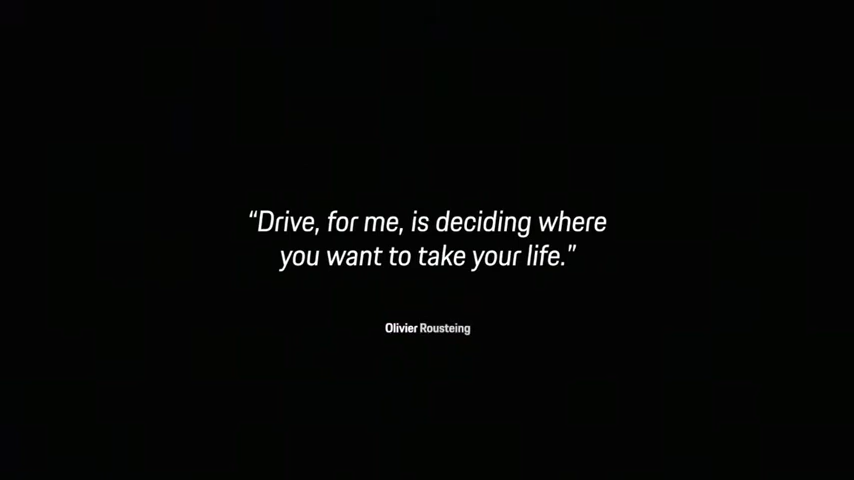 “Drive, for me, is deciding where
you want to take your life.”
Olivier Rousteing